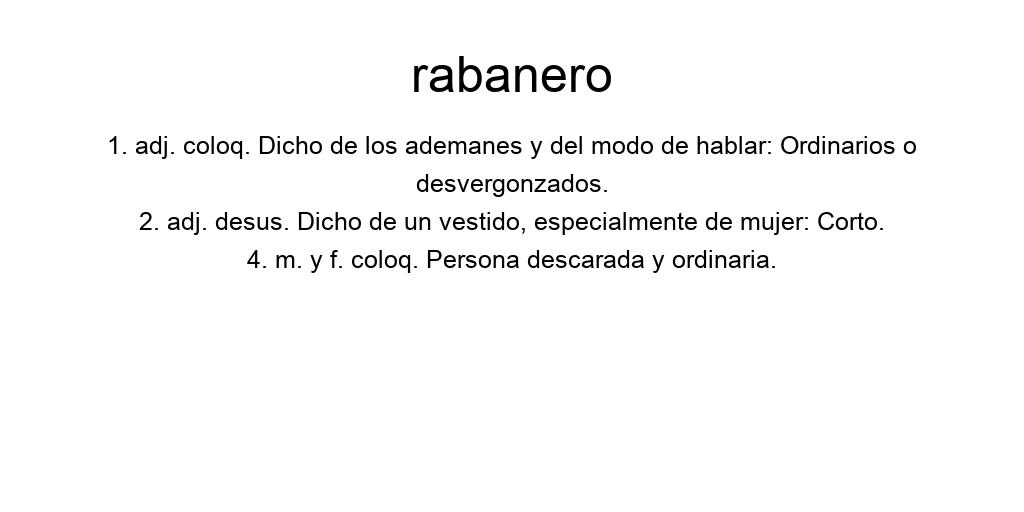 rabanero
1. adj. coloq. Dicho de los ademanes y del modo de hablar: Ordinarios o
desvergonzados.
2. adj. desus. Dicho de un vestido, especialmente de mujer: Corto.
4. m. y f. coloq. Persona descarada y ordinaria.